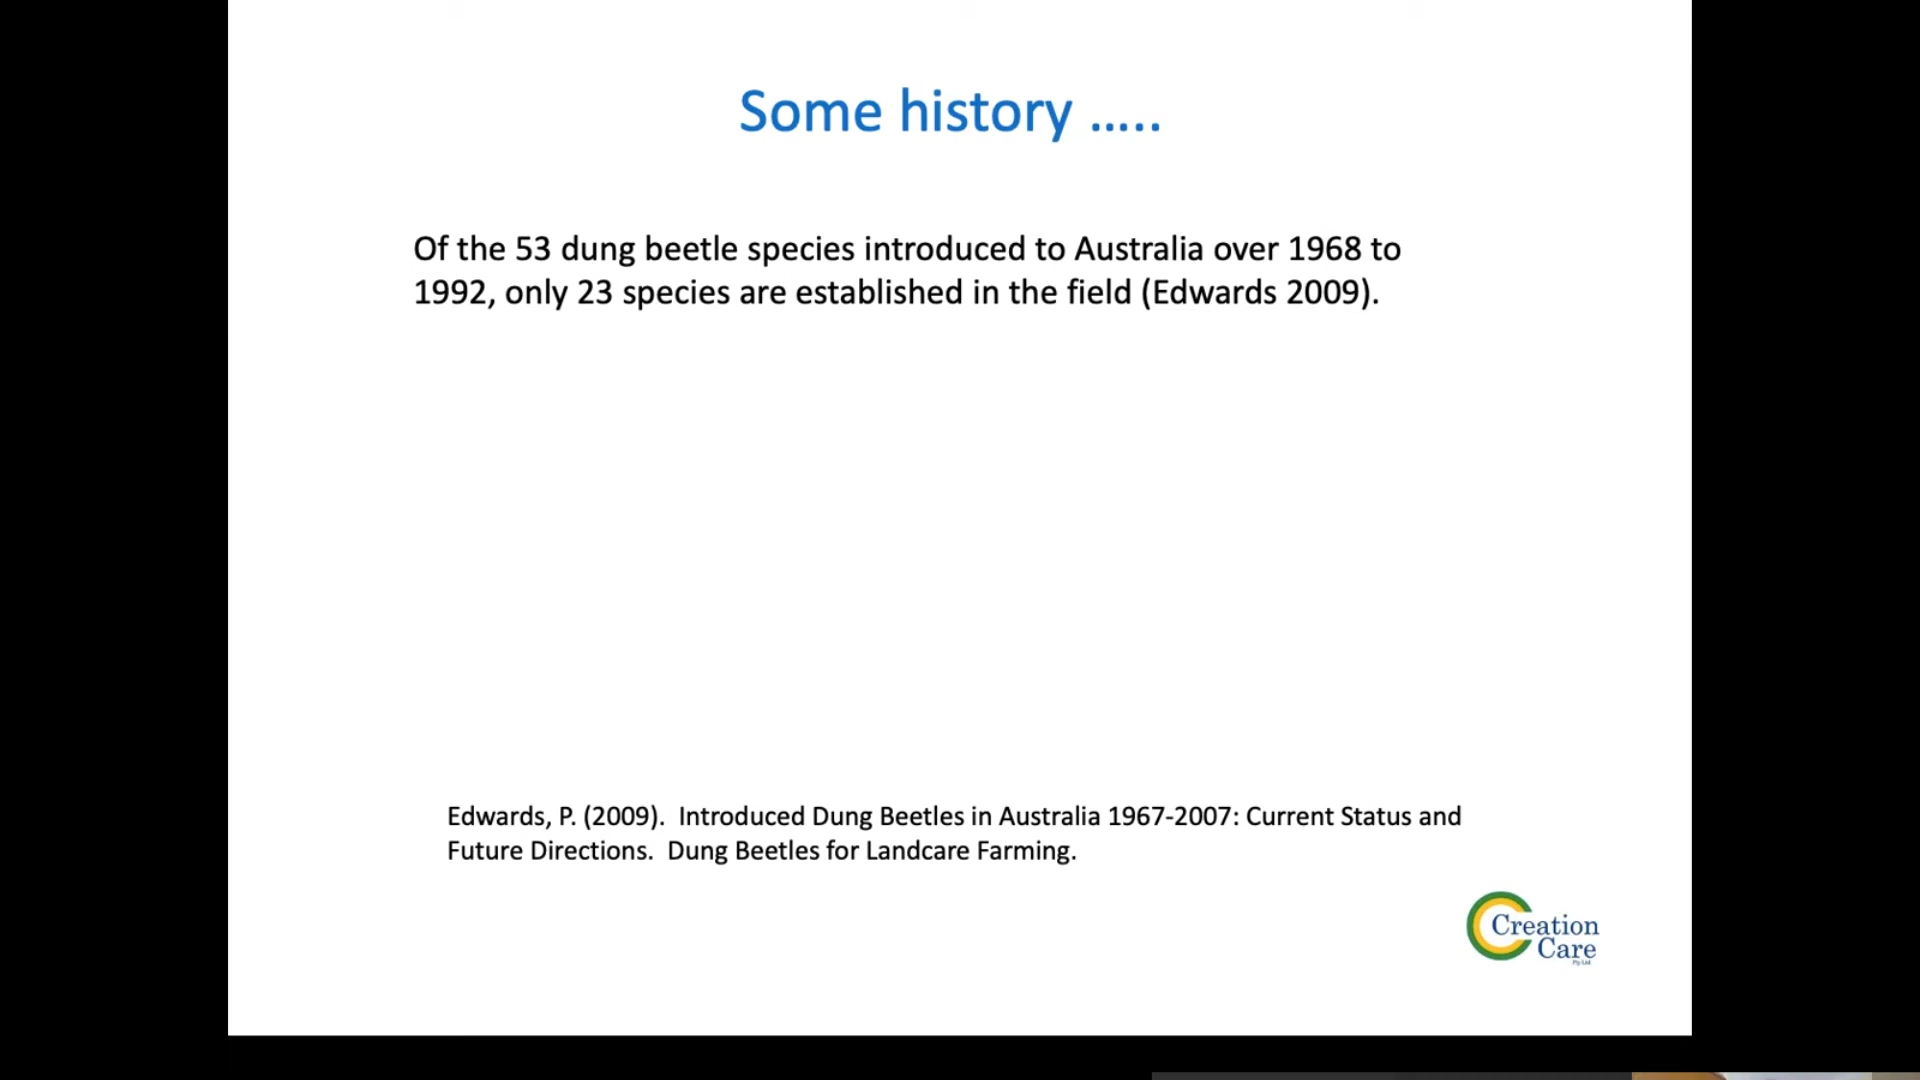 Some history .....
Of the 53 dung beetle species introduced to Australia over 1968 to
1992, only 23 species are established in the field (Edwards 2009).
Edwards, P. (2009).  Introduced Dung Beetles in Australia 1967-2007: Current Status and
Future Directions.  Dung Beetles for Landcare Farming.
Creation
Care
Pty Ltd